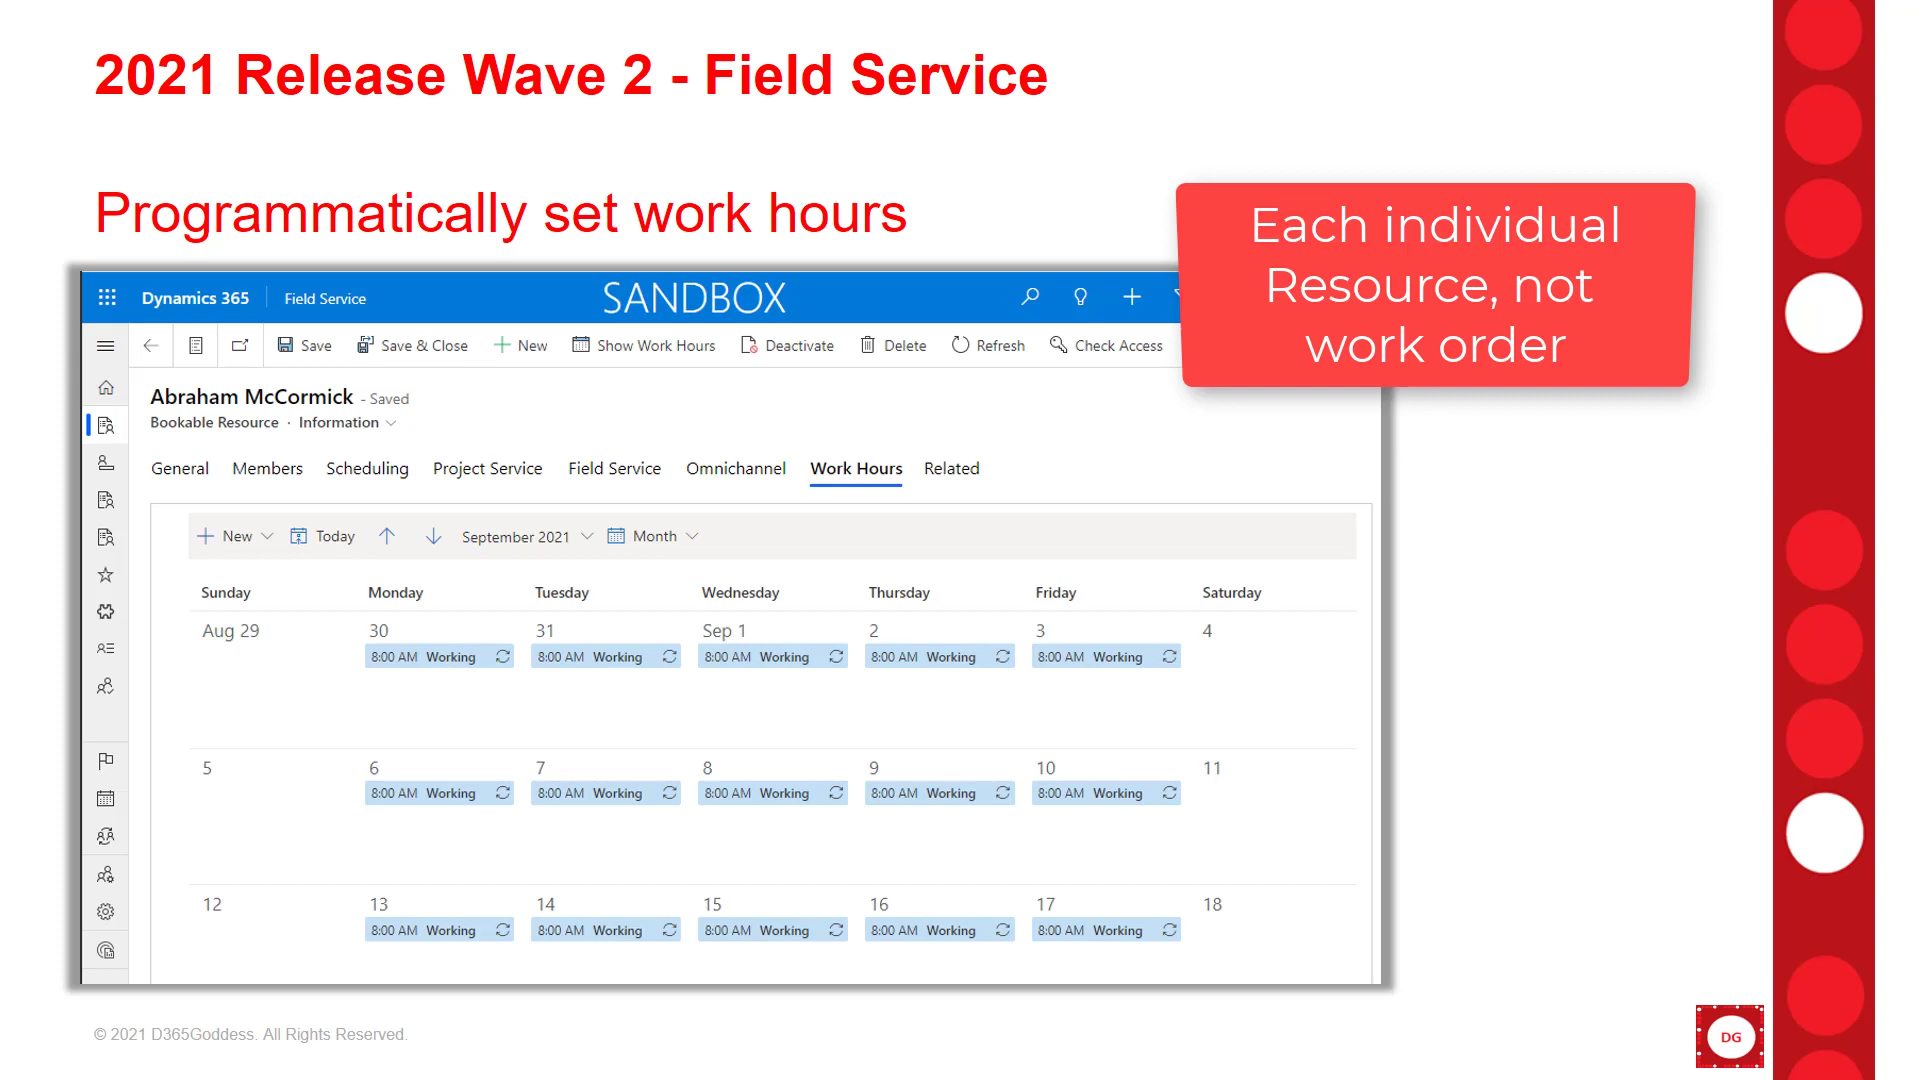 2021 Release Wave 2 - Field Service
Programmatically set work hours
Each individual
Resource, not
work order
Dynamics 365
Field Service
SANDBOX
Save
Save & Close
New
Show Work Hours
Deactivate
Delete
Refresh
Check Access
Abraham McCormick - Saved
Bookable Resource · Information
General Members Scheduling Project Service Field Service Omnichannel Work Hours Related
New Today September 2021 Month
Sunday Monday Tuesday Wednesday Thursday Friday Saturday
Aug 29 30 31 Sep 1 2 3 4
8:00 AM Working 8:00 AM Working 8:00 AM Working 8:00 AM Working 8:00 AM Working
5 6 7 8 9 10 11
8:00 AM Working 8:00 AM Working 8:00 AM Working 8:00 AM Working 8:00 AM Working
12 13 14 15 16 17 18
8:00 AM Working 8:00 AM Working 8:00 AM Working 8:00 AM Working 8:00 AM Working
© 2021 D365Goddess. All Rights Reserved.
DG